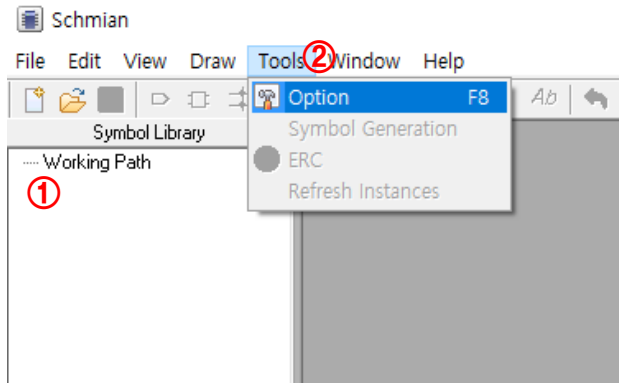 Schmian
File Edit View Draw Tools ② Window Help
Option F8 Ab
Symbol Library Symbol Generation
Working Path ERC
① Refresh Instances